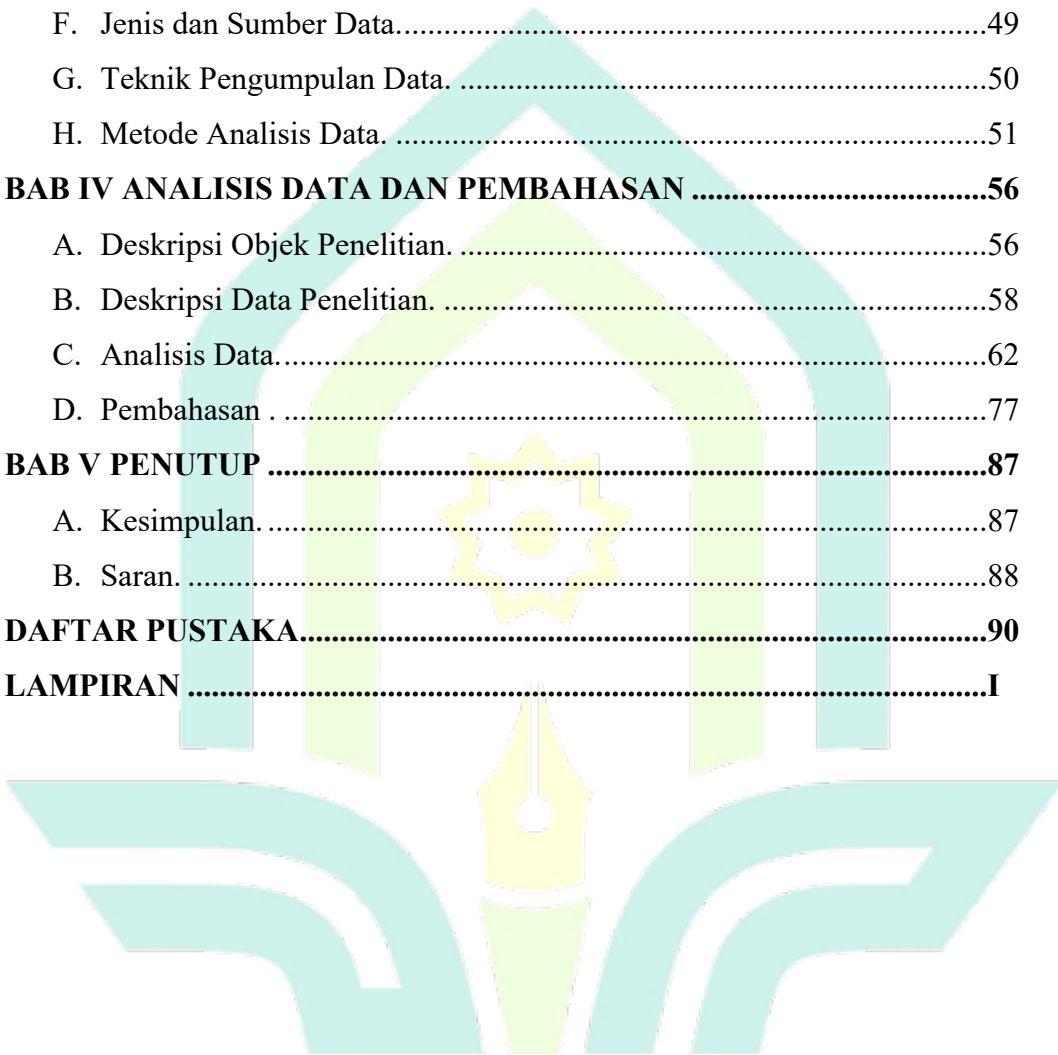 F. Jenis dan Sumber Data..........................................................................49
G. Teknik Pengumpulan Data. ..................................................................50
H. Metode Analisis Data. ..........................................................................51
BAB IV ANALISIS DATA DAN PEMBAHASAN .....................................56
A. Deskripsi Objek Penelitian. ..................................................................56
B. Deskripsi Data Penelitian. ....................................................................58
C. Analisis Data.........................................................................................62
D. Pembahasan . ........................................................................................77
BAB V PENUTUP ..........................................................................................87
A. Kesimpulan. ..........................................................................................87
B. Saran. ....................................................................................................88
DAFTAR PUSTAKA......................................................................................90
LAMPIRAN ....................................................................................................I